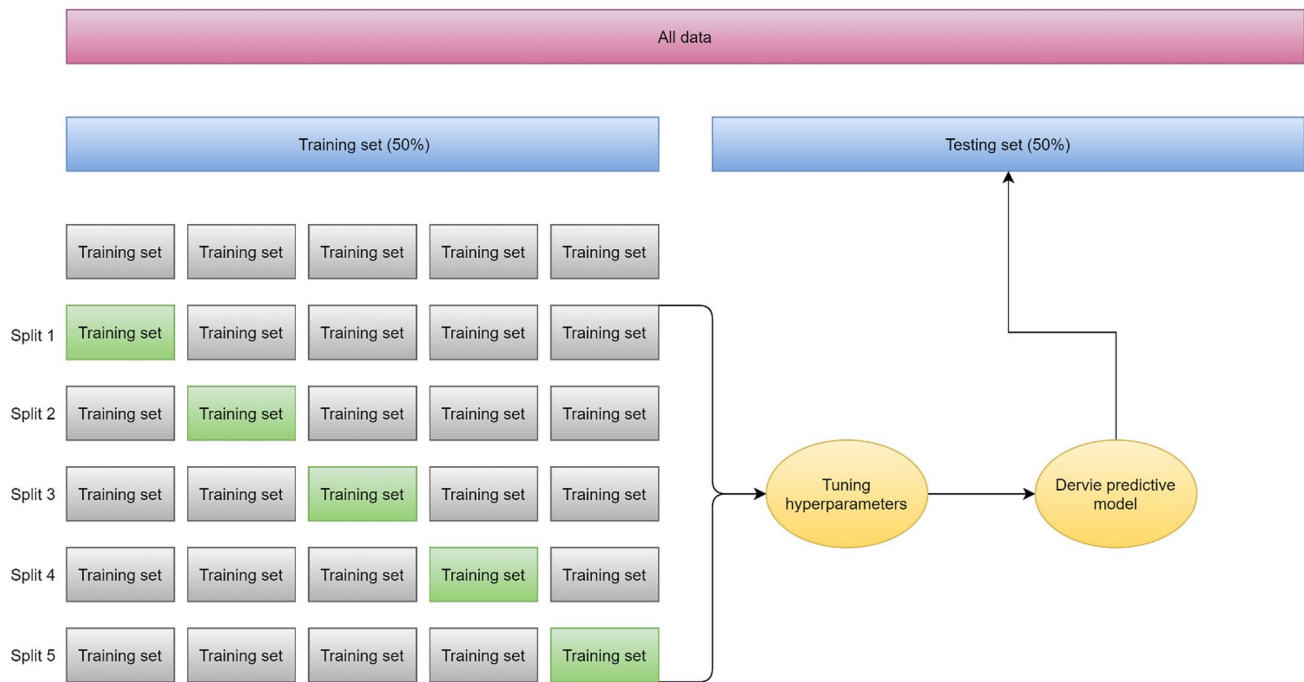 All data
Training set (50%)
Testing set (50%)
Training set Training set Training set Training set Training set
Split 1 Training set Training set Training set Training set Training set
Split 2 Training set Training set Training set Training set Training set
Split 3 Training set Training set Training set Training set Training set
Split 4 Training set Training set Training set Training set Training set
Split 5 Training set Training set Training set Training set Training set
Tuning
hyperparameters
Dervie predictive
model